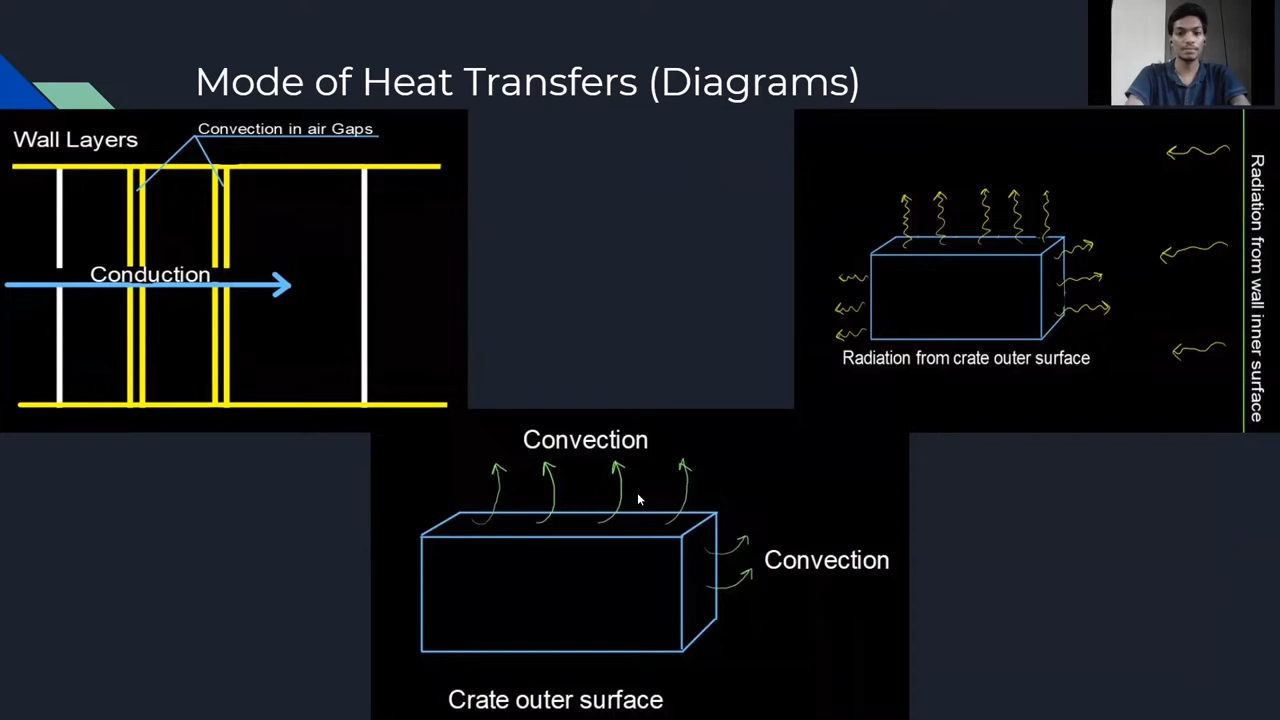 Mode of Heat Transfers (Diagrams)
Convection in air Gaps
Wall Layers
Conduction
Radiation from crate outer surface
Radiation from wall inner surface
Convection
Convection
Crate outer surface